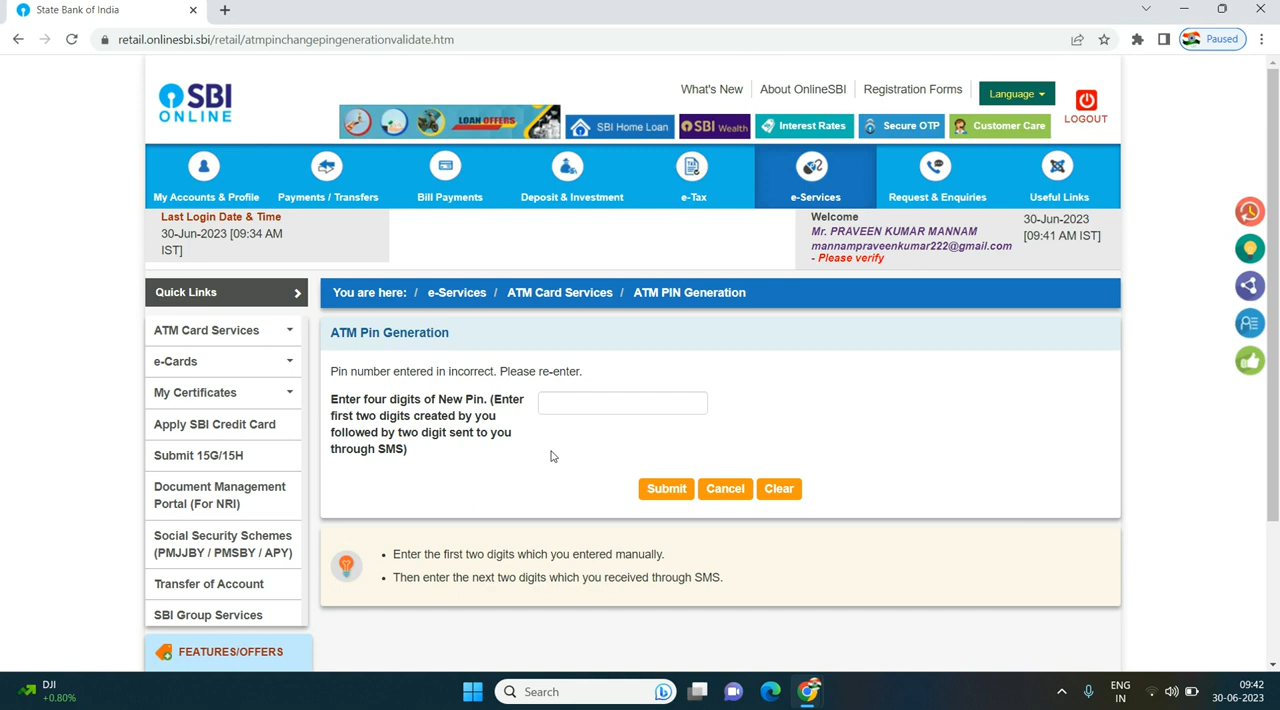 State Bank of India
retail.onlinesbi.sbi/retail/atmpinchangepingenerationvalidate.htm
Paused
SBI
ONLINE
What's New
About OnlineSBI
Registration Forms
Language
LOGOUT
LOAN OFFERS
SBI Home Loan
SBI Wealth
Interest Rates
Secure OTP
Customer Care
My Accounts & Profile
Payments / Transfers
Bill Payments
Deposit & Investment
e-Tax
e-Services
Request & Enquiries
Useful Links
Last Login Date & Time
30-Jun-2023 [09:34 AM
IST]
Welcome
Mr. PRAVEEN KUMAR MANNAM
mannampraveenkumar222@gmail.com
- Please verify
30-Jun-2023
[09:41 AM IST]
Quick Links
You are here: / e-Services / ATM Card Services / ATM PIN Generation
ATM Card Services
e-Cards
My Certificates
Apply SBI Credit Card
Submit 15G/15H
Document Management
Portal (For NRI)
Social Security Schemes
(PMJJBY / PMSBY / APY)
Transfer of Account
SBI Group Services
FEATURES/OFFERS
ATM Pin Generation
Pin number entered in incorrect. Please re-enter.
Enter four digits of New Pin. (Enter
first two digits created by you
followed by two digit sent to you
through SMS)
Submit
Cancel
Clear
Enter the first two digits which you entered manually.
Then enter the next two digits which you received through SMS.
DJI
+0.80%
Search
ENG
IN
09:42
30-06-2023